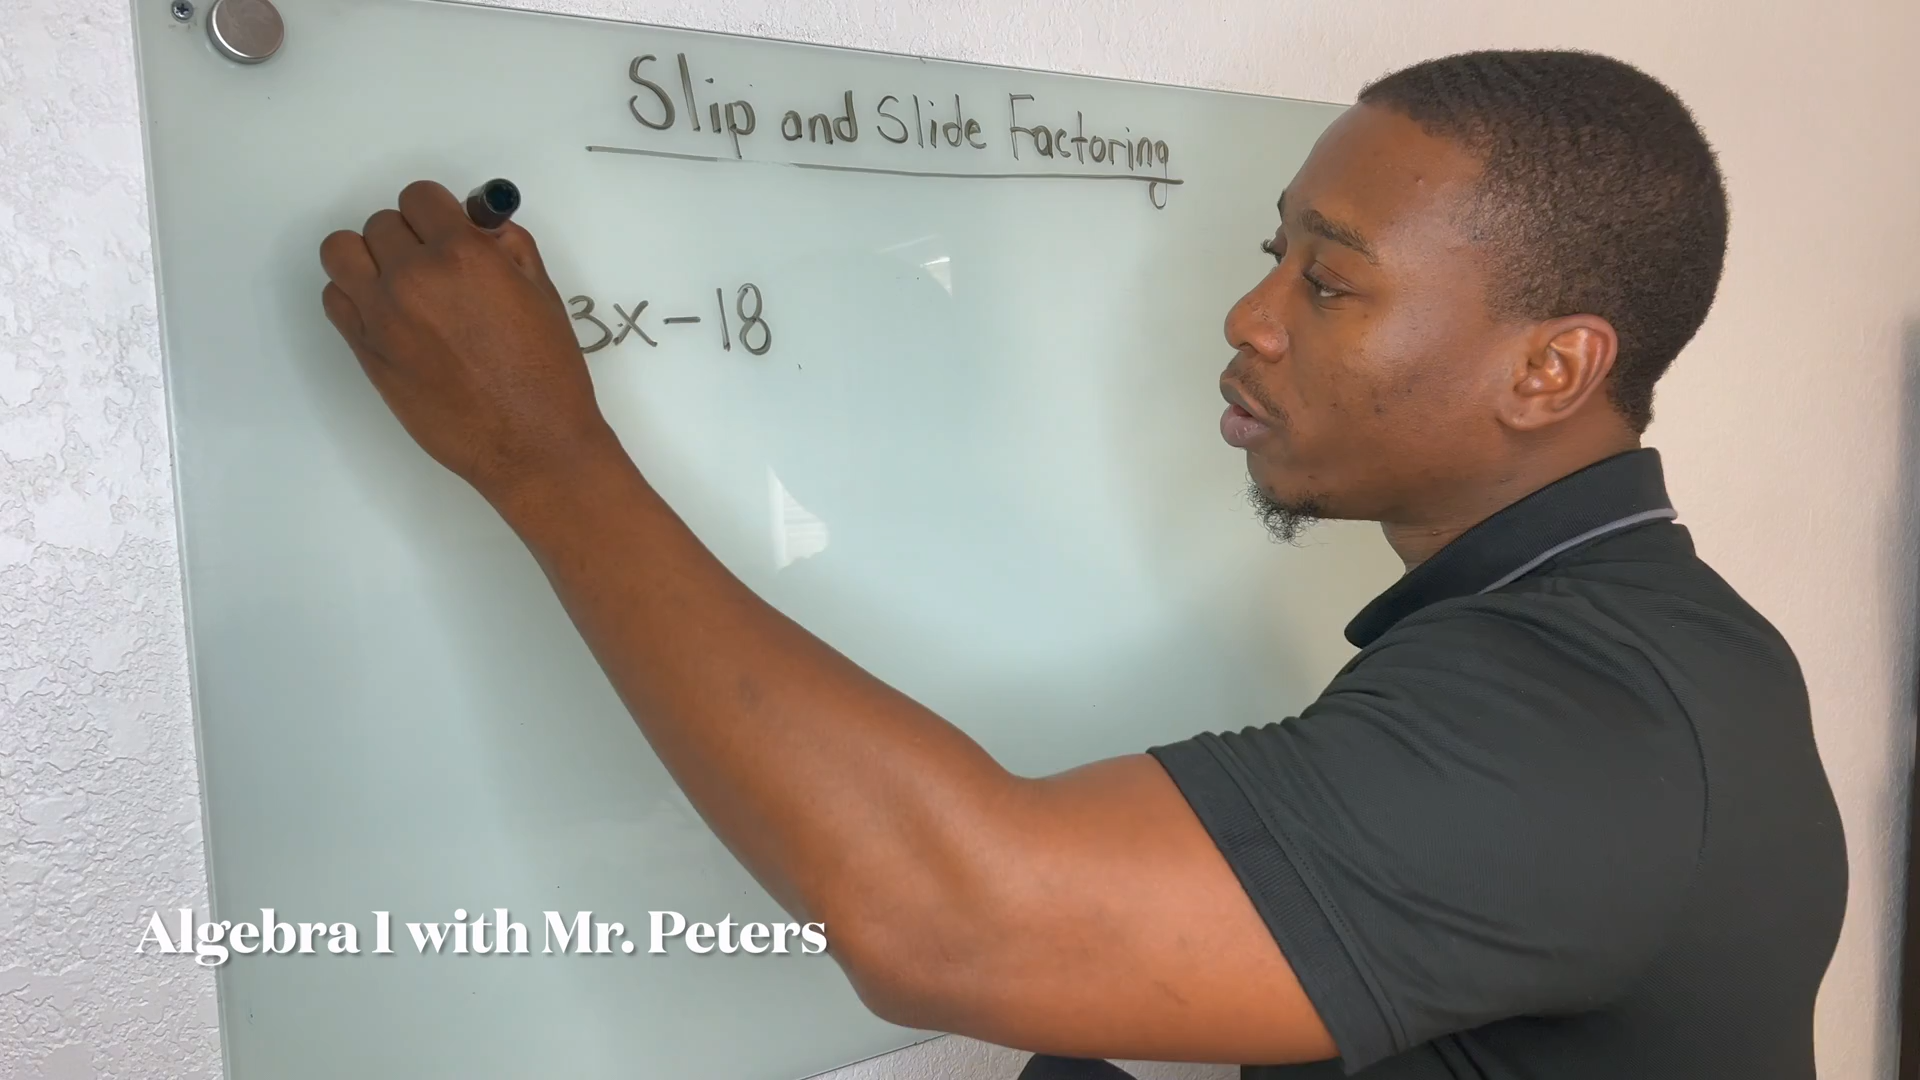 Slip and Slide Factoring
3x - 18
Algebra 1 with Mr. Peters